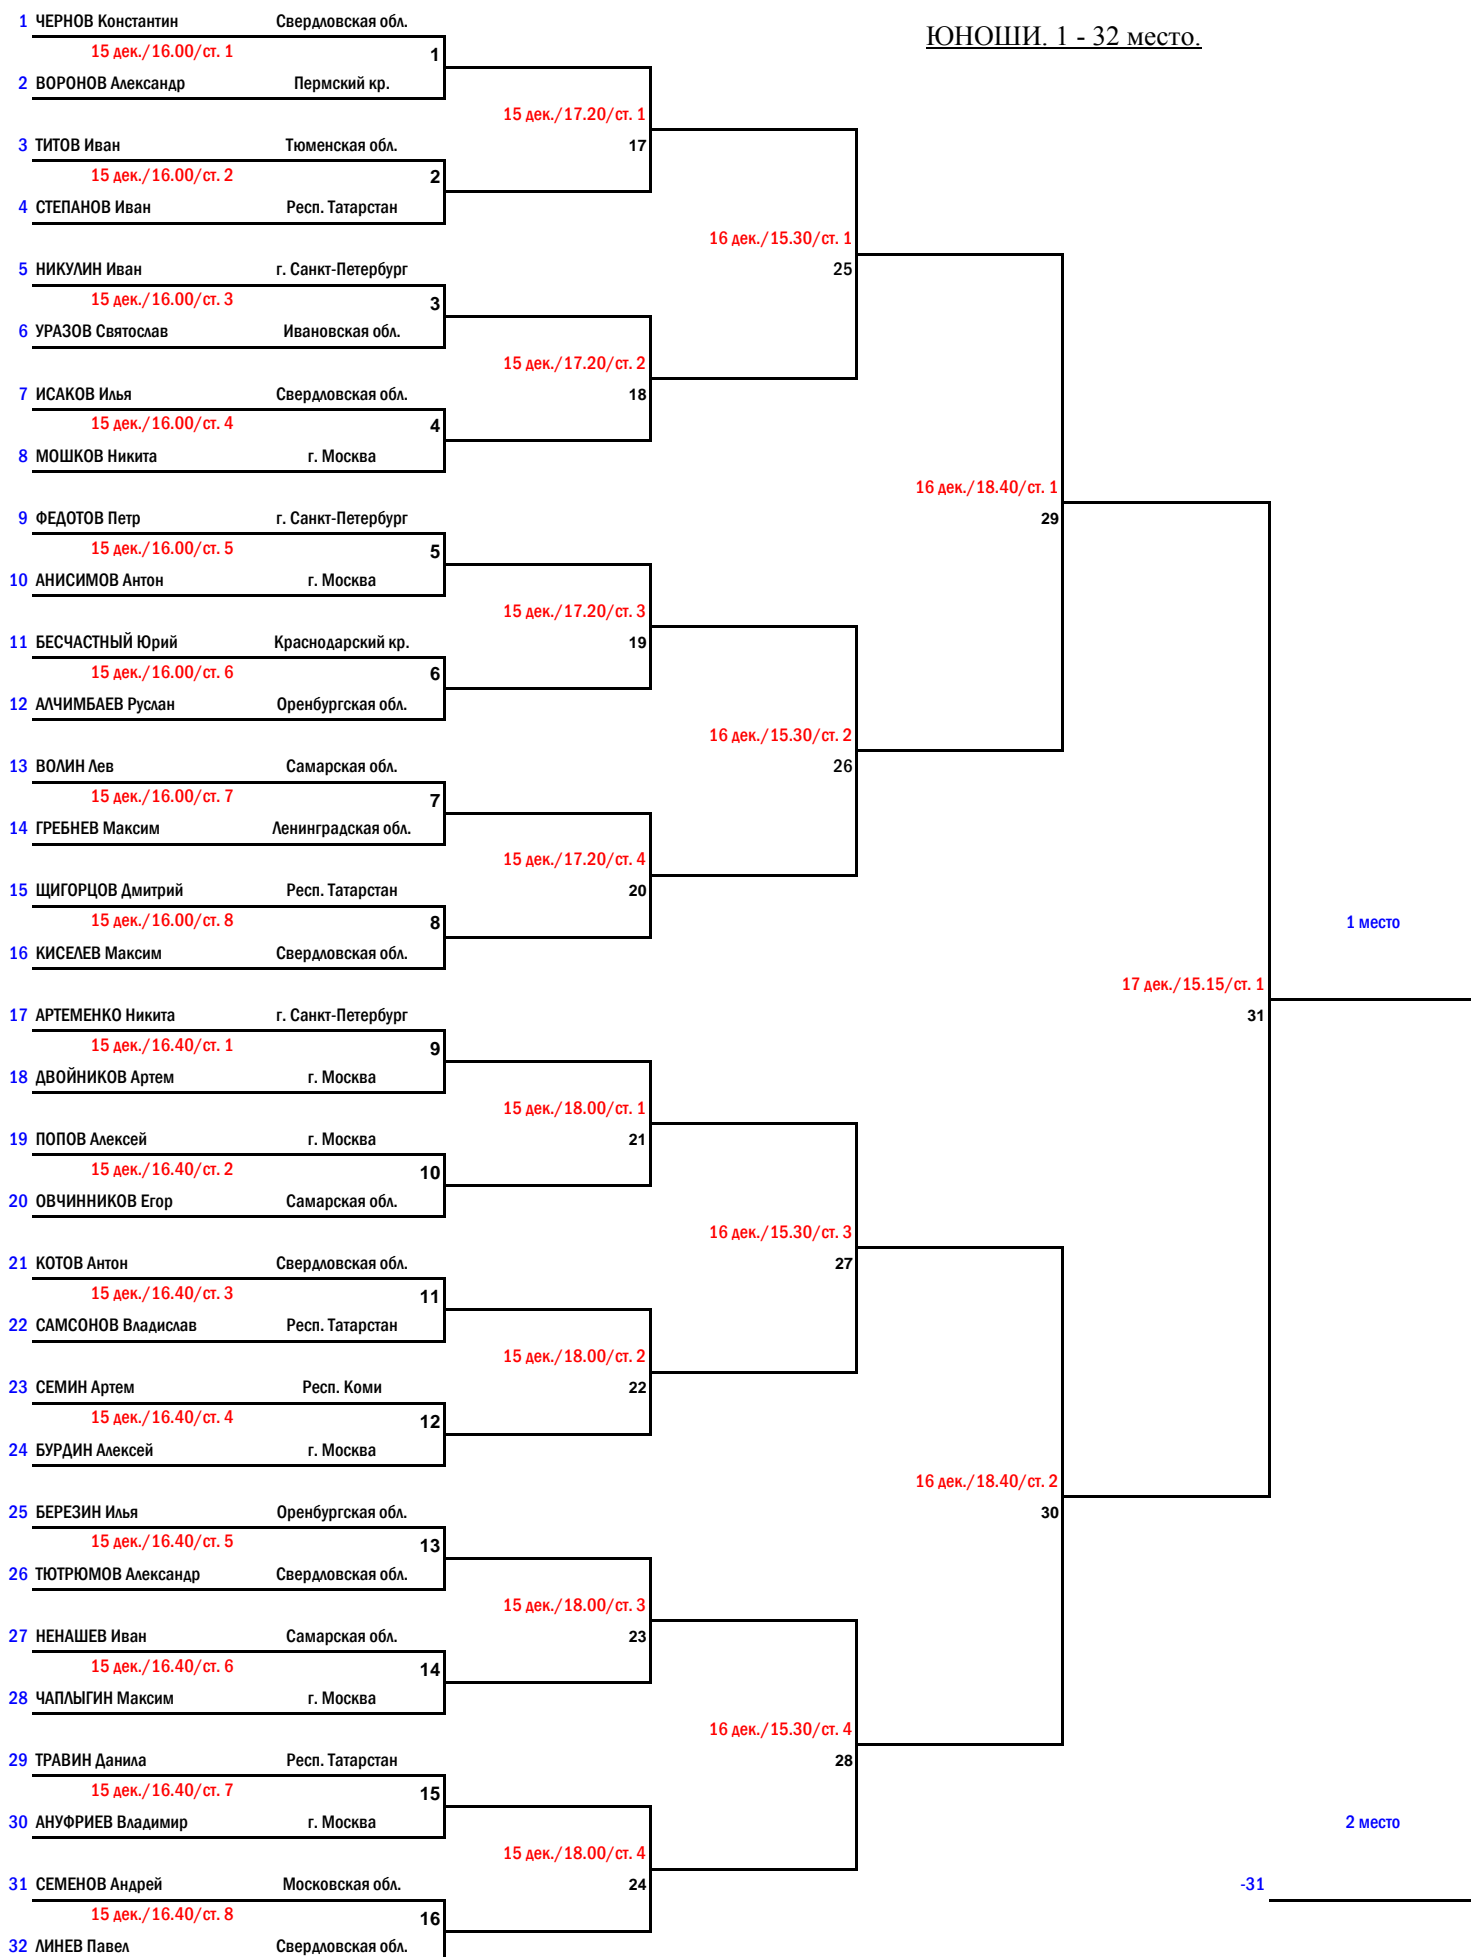 ЮНОШИ. 1 - 32 место.
1 ЧЕРНОВ Константин Свердловская обл.
15 дек./16.00/ст. 1 1
2 ВОРОНОВ Александр Пермский кр.
15 дек./17.20/ст. 1
3 ТИТОВ Иван Тюменская обл. 17
15 дек./16.00/ст. 2 2
4 СТЕПАНОВ Иван Респ. Татарстан
16 дек./15.30/ст. 1
5 НИКУЛИН Иван г. Санкт-Петербург 25
15 дек./16.00/ст. 3 3
6 УРАЗОВ Святослав Ивановская обл.
15 дек./17.20/ст. 2
7 ИСАКОВ Илья Свердловская обл. 18
15 дек./16.00/ст. 4 4
8 МОШКОВ Никита г. Москва
16 дек./18.40/ст. 1
9 ФЕДОТОВ Петр г. Санкт-Петербург 29
15 дек./16.00/ст. 5 5
10 АНИСИМОВ Антон г. Москва
15 дек./17.20/ст. 3
11 БЕСЧАСТНЫЙ Юрий Краснодарский кр. 19
15 дек./16.00/ст. 6 6
12 АЛЧИМБАЕВ Руслан Оренбургская обл.
16 дек./15.30/ст. 2
13 ВОЛИН Лев Самарская обл. 26
15 дек./16.00/ст. 7 7
14 ГРЕБНЕВ Максим Ленинградская обл.
15 дек./17.20/ст. 4
15 ЩИГОРЦОВ Дмитрий Респ. Татарстан 20
15 дек./16.00/ст. 8 8 1 место
16 КИСЕЛЕВ Максим Свердловская обл.
17 дек./15.15/ст. 1
17 АРТЕМЕНКО Никита г. Санкт-Петербург 31
15 дек./16.40/ст. 1 9
18 ДВОЙНИКОВ Артем г. Москва
15 дек./18.00/ст. 1
19 ПОПОВ Алексей г. Москва 21
15 дек./16.40/ст. 2 10
20 ОВЧИННИКОВ Егор Самарская обл.
16 дек./15.30/ст. 3
21 КОТОВ Антон Свердловская обл. 27
15 дек./16.40/ст. 3 11
22 САМСОНОВ Владислав Респ. Татарстан
15 дек./18.00/ст. 2
23 СЕМИН Артем Респ. Коми 22
15 дек./16.40/ст. 4 12
24 БУРДИН Алексей г. Москва
16 дек./18.40/ст. 2
25 БЕРЕЗИН Илья Оренбургская обл. 30
15 дек./16.40/ст. 5 13
26 ТЮТРЮМОВ Александр Свердловская обл.
15 дек./18.00/ст. 3
27 НЕНАШЕВ Иван Самарская обл. 23
15 дек./16.40/ст. 6 14
28 ЧАПЛЫГИН Максим г. Москва
16 дек./15.30/ст. 4
29 ТРАВИН Данила Респ. Татарстан 28
15 дек./16.40/ст. 7 15
30 АНУФРИЕВ Владимир г. Москва 2 место
15 дек./18.00/ст. 4
31 СЕМЕНОВ Андрей Московская обл. 24 -31
15 дек./16.40/ст. 8 16
32 ЛИНЕВ Павел Свердловская обл.